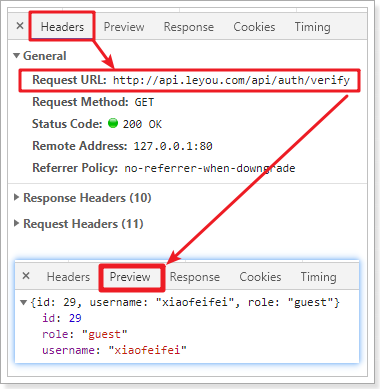 × Headers Preview Response Cookies Timing
▼ General
Request URL: http://api.leyou.com/api/auth/verify
Request Method: GET
Status Code: 200 OK
Remote Address: 127.0.0.1:80
Referrer Policy: no-referrer-when-downgrade
▶ Response Headers (10)
▶ Request Headers (11)
× Headers Preview Response Cookies Timing
▼{id: 29, username: "xiaofeifei", role: "guest"}
id: 29
role: "guest"
username: "xiaofeifei"